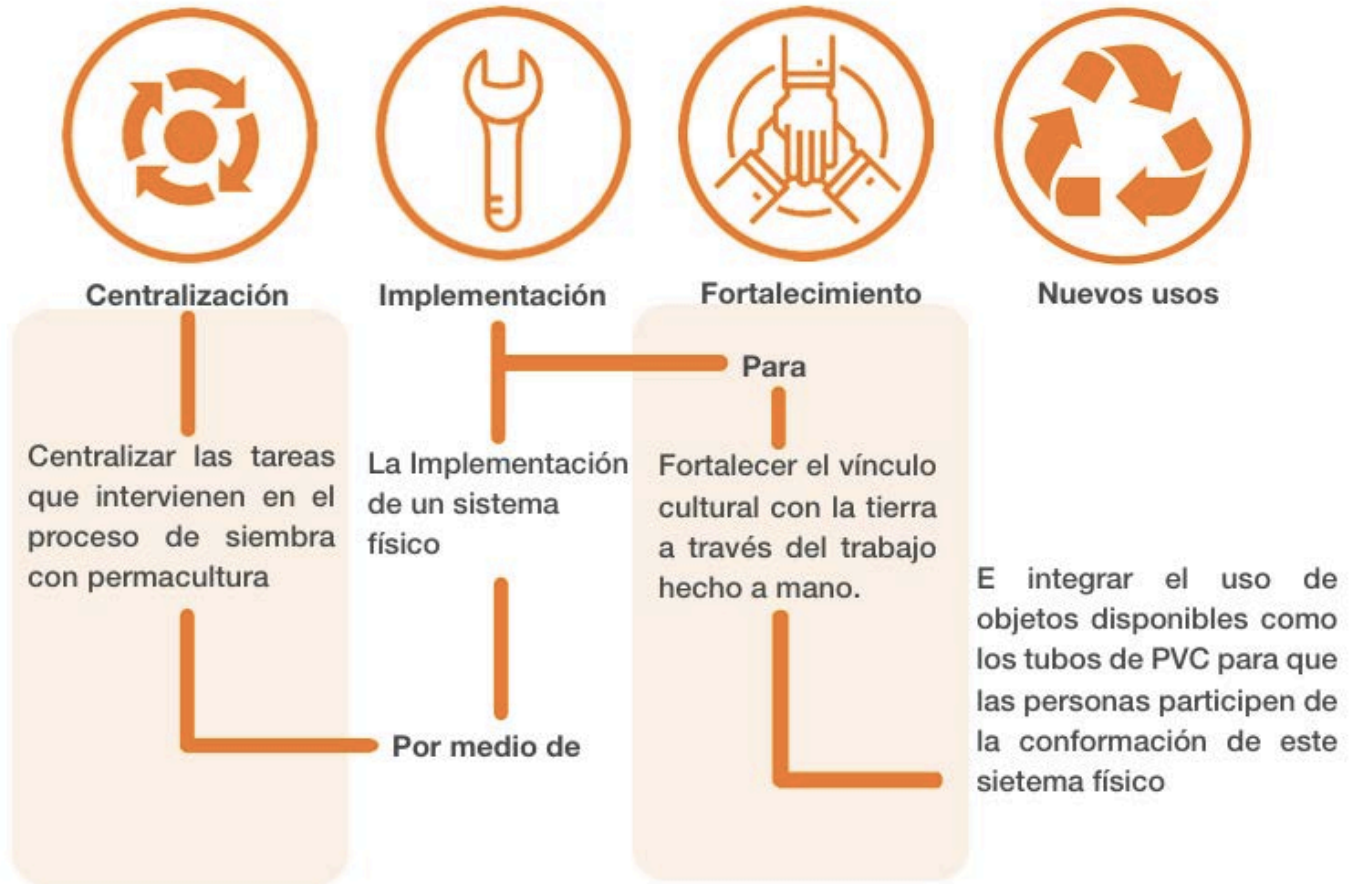 Centralización
Implementación
Fortalecimiento
Nuevos usos
Centralizar las tareas
que intervienen en el
proceso de siembra
con permacultura
Por medio de
La Implementación
de un sistema
físico
Para
Fortalecer el vínculo
cultural con la tierra
a través del trabajo
hecho a mano.
E integrar el uso de
objetos disponibles como
los tubos de PVC para que
las personas participen de
la conformación de este
sietema físico